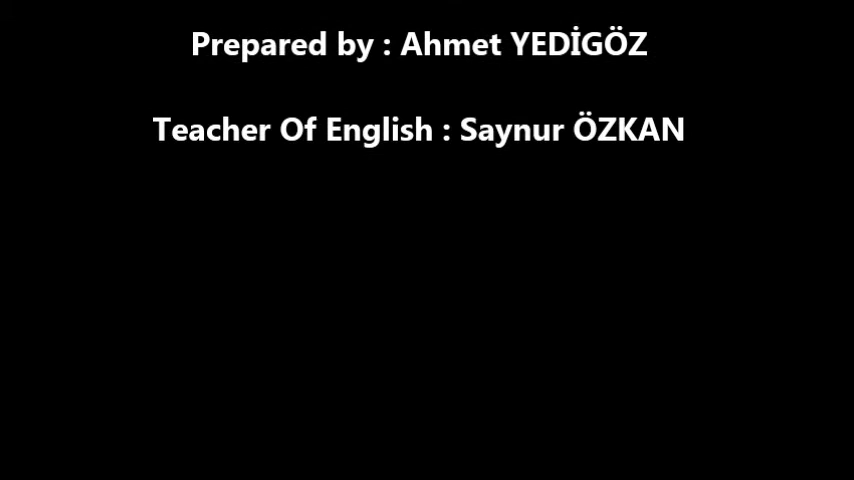 Prepared by : Ahmet YEDİGÖZ
Teacher Of English : Saynur ÖZKAN